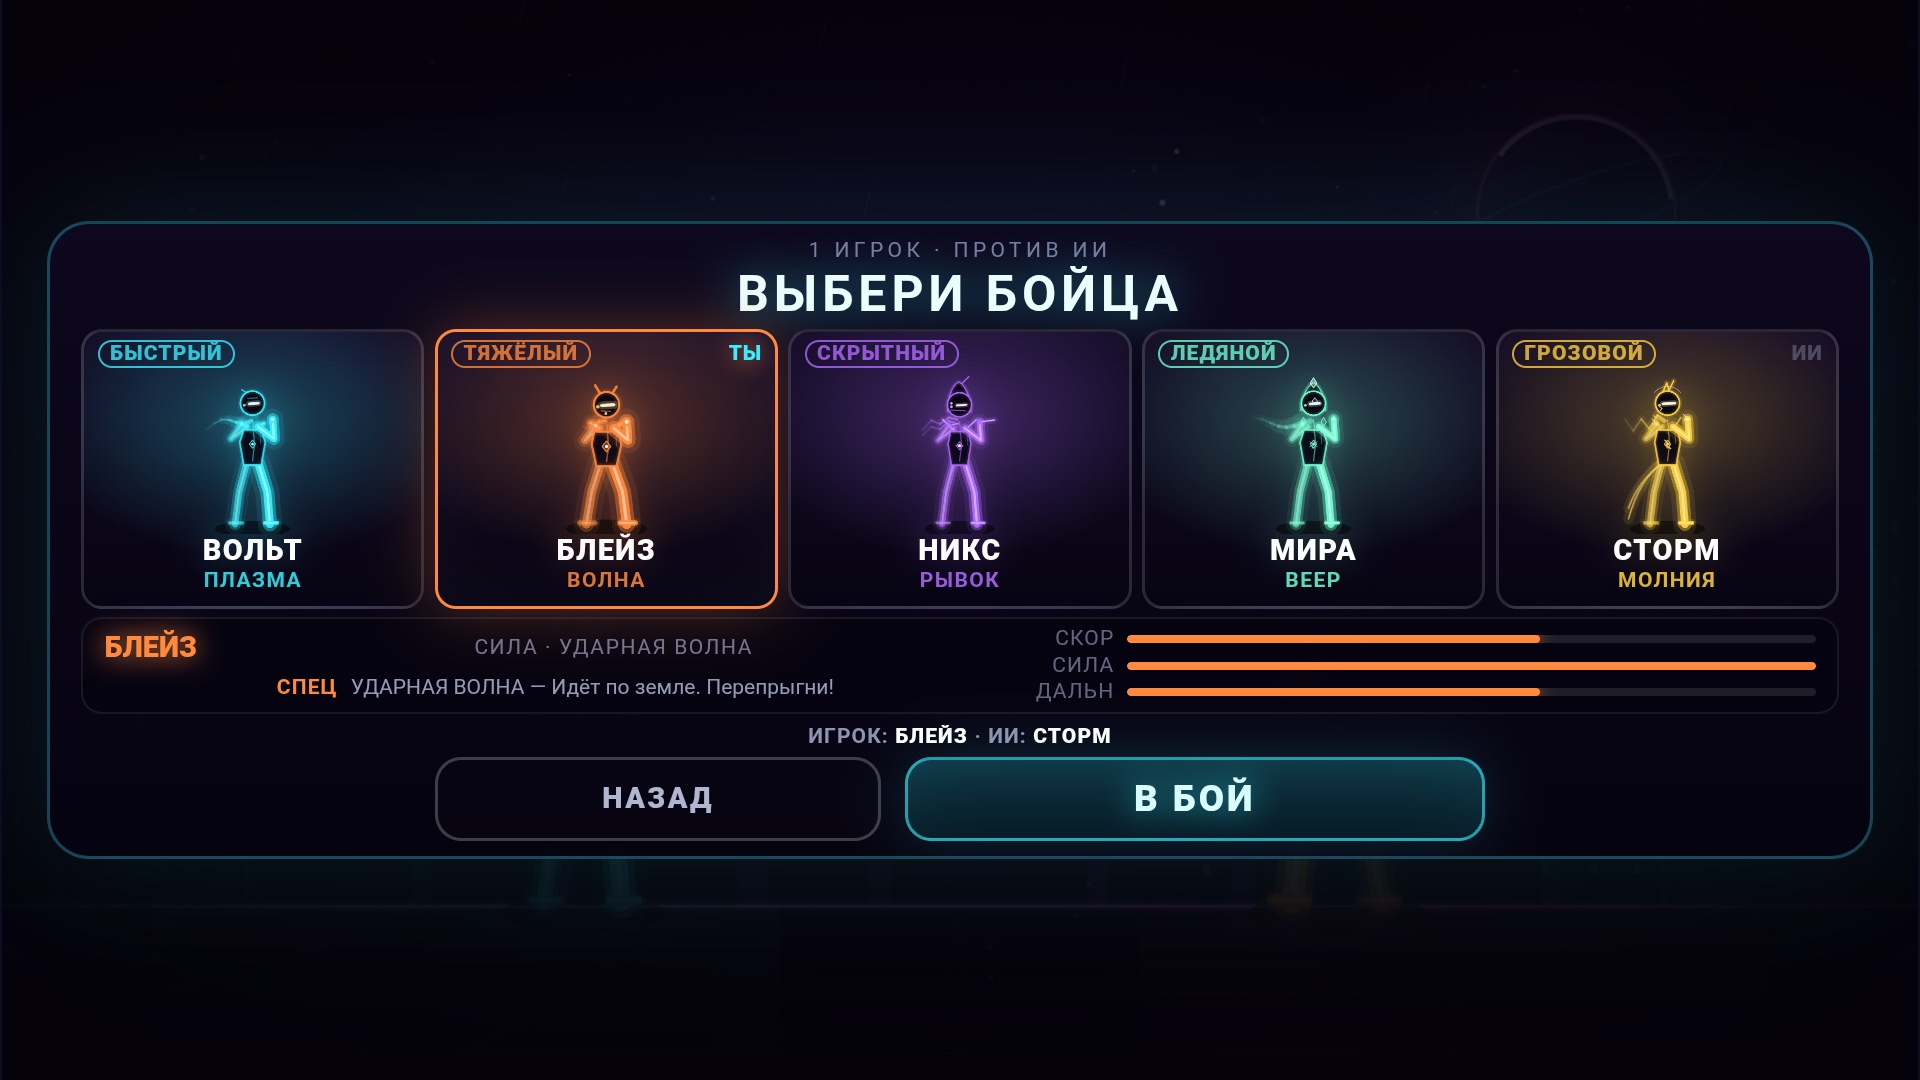 1 ИГРОК · ПРОТИВ ИИ
ВЫБЕРИ БОЙЦА
БЫСТРЫЙ
ВОЛЬТ
ПЛАЗМА
ТЯЖЁЛЫЙ ТЫ
БЛЕЙЗ
ВОЛНА
СКРЫТНЫЙ
НИКС
РЫВОК
ЛЕДЯНОЙ
МИРА
ВЕЕР
ГРОЗОВОЙ ИИ
СТОРМ
МОЛНИЯ
БЛЕЙЗ
СИЛА · УДАРНАЯ ВОЛНА
СПЕЦ УДАРНАЯ ВОЛНА — Идёт по земле. Перепрыгни!
СКОР
СИЛА
ДАЛЬН
ИГРОК: БЛЕЙЗ · ИИ: СТОРМ
НАЗАД
В БОЙ